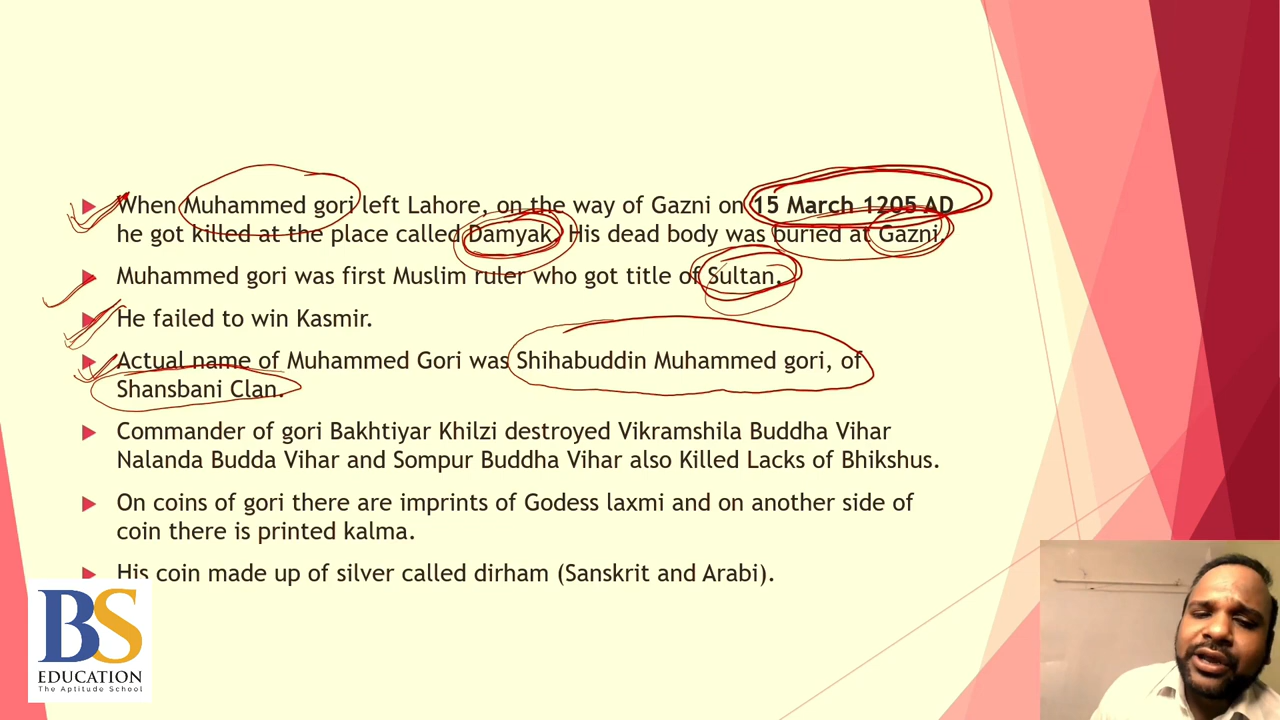 When Muhammed gori left Lahore, on the way of Gazni on 15 March 1205 AD
he got killed at the place called Damyak. His dead body was buried at Gazni.
Muhammed gori was first Muslim ruler who got title of Sultan.
He failed to win Kasmir.
Actual name of Muhammed Gori was Shihabuddin Muhammed gori, of
Shansbani Clan.
Commander of gori Bakhtiyar Khilzi destroyed Vikramshila Buddha Vihar
Nalanda Budda Vihar and Sompur Buddha Vihar also Killed Lacks of Bhikshus.
On coins of gori there are imprints of Godess laxmi and on another side of
coin there is printed kalma.
His coin made up of silver called dirham (Sanskrit and Arabi).
BS
EDUCATION
The Aptitude School